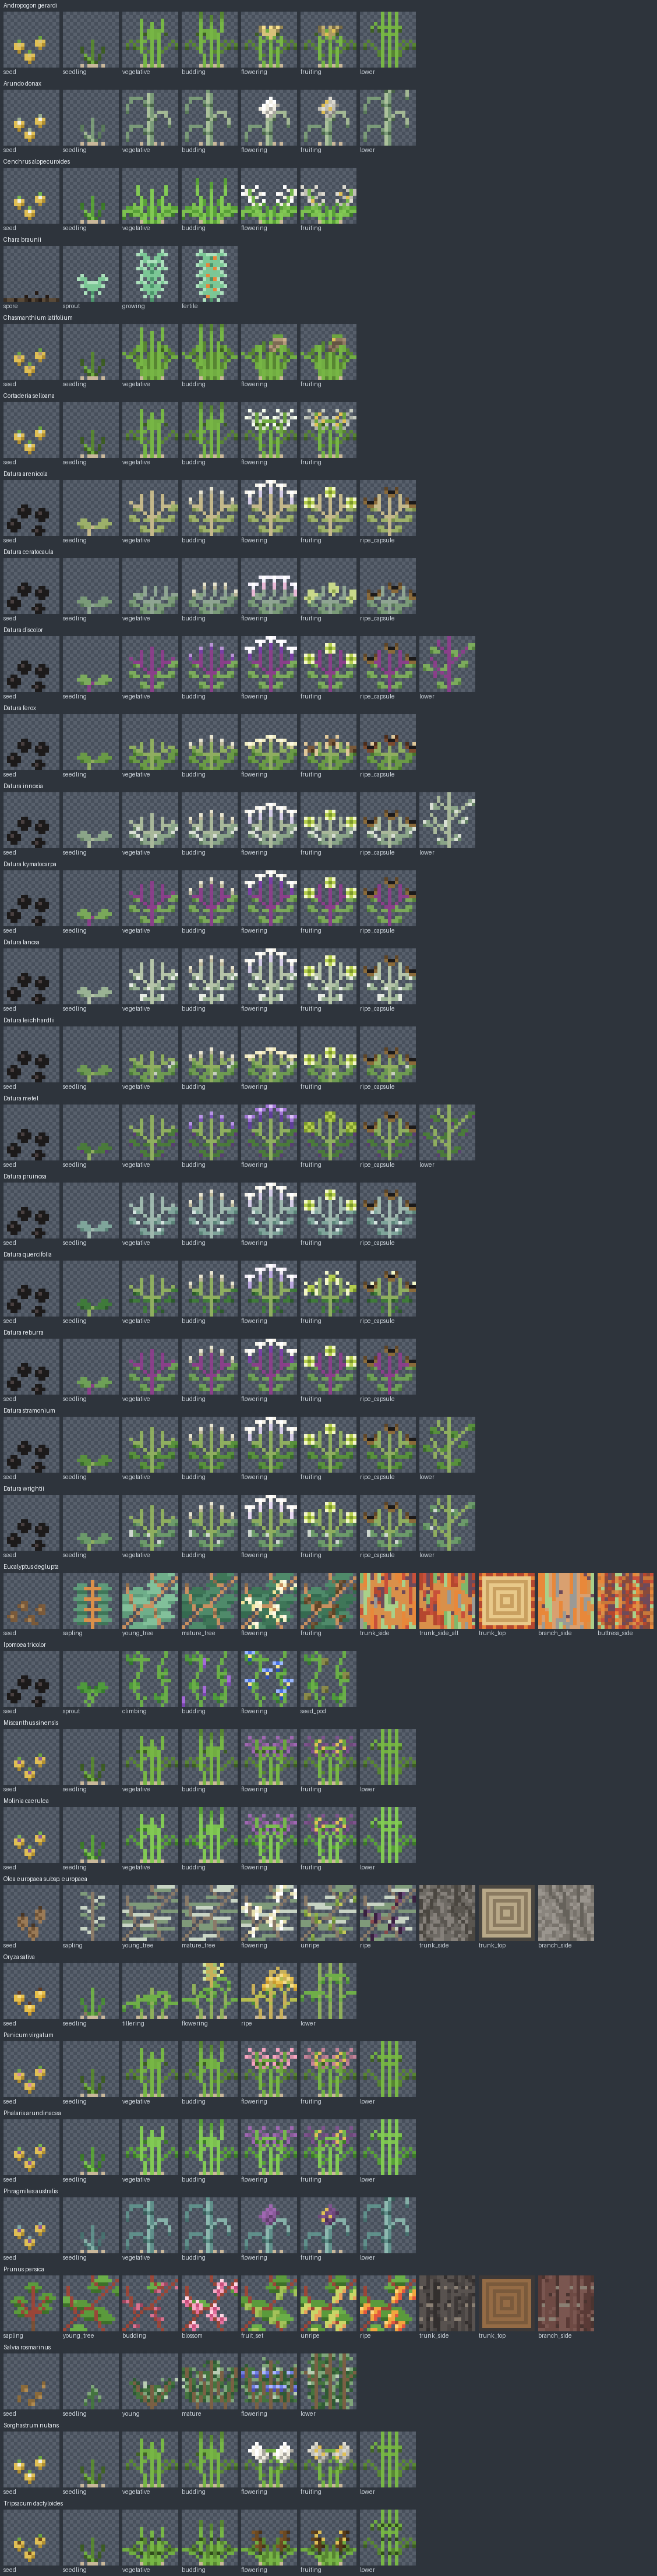 Andropogon gerardi
seed seedling vegetative budding flowering fruiting lower
Arundo donax
seed seedling vegetative budding flowering fruiting lower
Cenchrus alopecuroides
seed seedling vegetative budding flowering fruiting
Chara braunii
spore sprout growing fertile
Chasmanthium latifolium
seed seedling vegetative budding flowering fruiting
Cortaderia selloana
seed seedling vegetative budding flowering fruiting
Datura arenicola
seed seedling vegetative budding flowering fruiting ripe_capsule
Datura ceratocaula
seed seedling vegetative budding flowering fruiting ripe_capsule
Datura discolor
seed seedling vegetative budding flowering fruiting ripe_capsule lower
Datura ferox
seed seedling vegetative budding flowering fruiting ripe_capsule
Datura innoxia
seed seedling vegetative budding flowering fruiting ripe_capsule lower
Datura kymatocarpa
seed seedling vegetative budding flowering fruiting ripe_capsule
Datura lanosa
seed seedling vegetative budding flowering fruiting ripe_capsule
Datura leichhardtii
seed seedling vegetative budding flowering fruiting ripe_capsule
Datura metel
seed seedling vegetative budding flowering fruiting ripe_capsule lower
Datura pruinosa
seed seedling vegetative budding flowering fruiting ripe_capsule
Datura quercifolia
seed seedling vegetative budding flowering fruiting ripe_capsule
Datura reburra
seed seedling vegetative budding flowering fruiting ripe_capsule
Datura stramonium
seed seedling vegetative budding flowering fruiting ripe_capsule lower
Datura wrightii
seed seedling vegetative budding flowering fruiting ripe_capsule lower
Eucalyptus deglupta
seed sapling young_tree mature_tree flowering fruiting trunk_side trunk_side_alt trunk_top branch_side buttress_side
Ipomoea tricolor
seed sprout climbing budding flowering seed_pod
Miscanthus sinensis
seed seedling vegetative budding flowering fruiting lower
Molinia caerulea
seed seedling vegetative budding flowering fruiting lower
Olea europaea subsp. europaea
seed sapling young_tree mature_tree flowering unripe ripe trunk_side trunk_top branch_side
Oryza sativa
seed seedling tillering flowering ripe lower
Panicum virgatum
seed seedling vegetative budding flowering fruiting lower
Phalaris arundinacea
seed seedling vegetative budding flowering fruiting lower
Phragmites australis
seed seedling vegetative budding flowering fruiting lower
Prunus persica
sapling young_tree budding blossom fruit_set unripe ripe trunk_side trunk_top branch_side
Salvia rosmarinus
seed seedling young mature flowering lower
Sorghastrum nutans
seed seedling vegetative budding flowering fruiting lower
Tripsacum dactyloides
seed seedling vegetative budding flowering fruiting lower